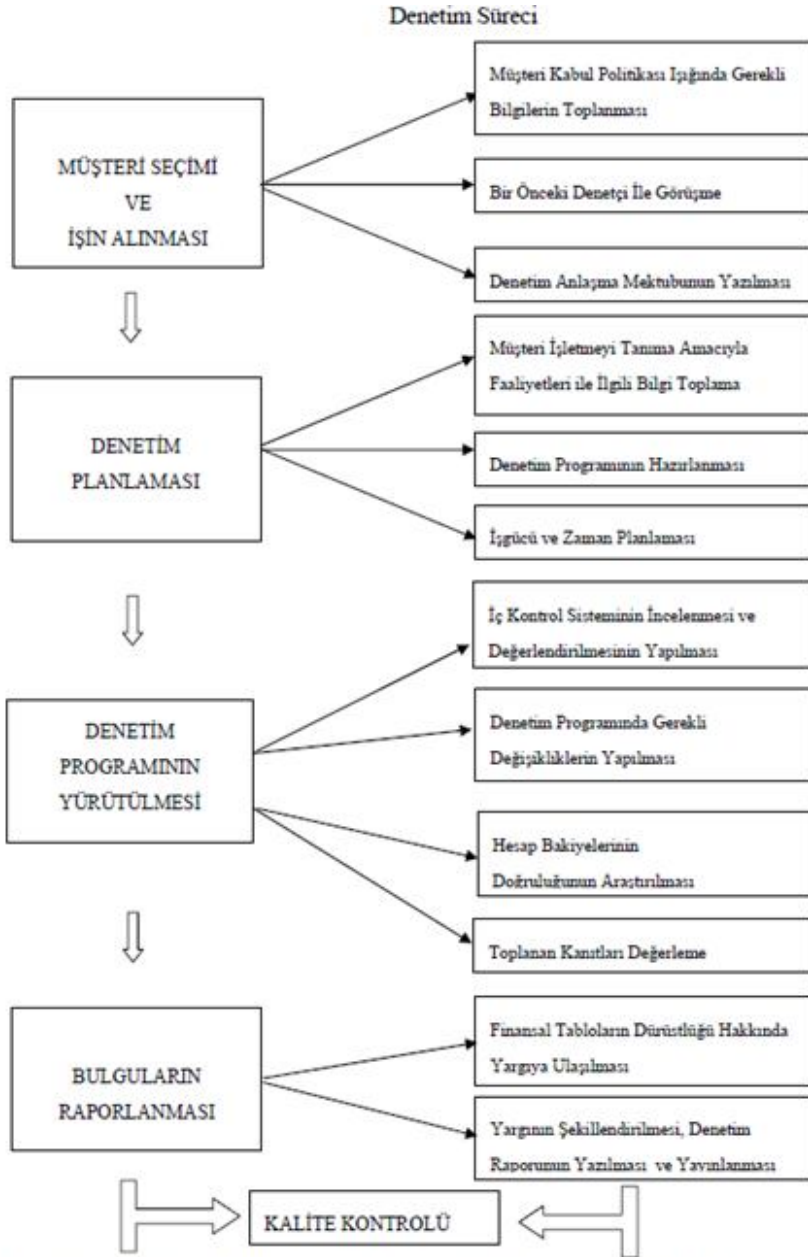 Denetim Süreci
MÜŞTERİ SEÇİMİ
VE
İŞİN ALINMASI
Müşteri Kabul Politikası Işığında Gerekli
Bilgilerin Toplanması
Bir Önceki Denetçi İle Görüşme
Denetim Anlaşma Mektubunun Yazılması
DENETİM
PLANLAMASI
Müşteri İşletmeyi Tanıma Amacıyla
Faaliyetleri ile İlgili Bilgi Toplama
Denetim Programının Hazırlanması
İşgücü ve Zaman Planlaması
DENETİM
PROGRAMININ
YÜRÜTÜLMESİ
İç Kontrol Sisteminin İncelenmesi ve
Değerlendirilmesinin Yapılması
Denetim Programında Gerekli
Değişikliklerin Yapılması
Hesap Bakiyelerinin
Doğruluğunun Araştırılması
Toplanan Kanıtları Değerleme
BULGULARIN
RAPORLANMASI
Finansal Tabloların Dürüstlüğü Hakkında
Yargıya Ulaşılması
Yargının Şekillendirilmesi, Denetim
Raporunun Yazılması ve Yayınlanması
KALİTE KONTROLÜ